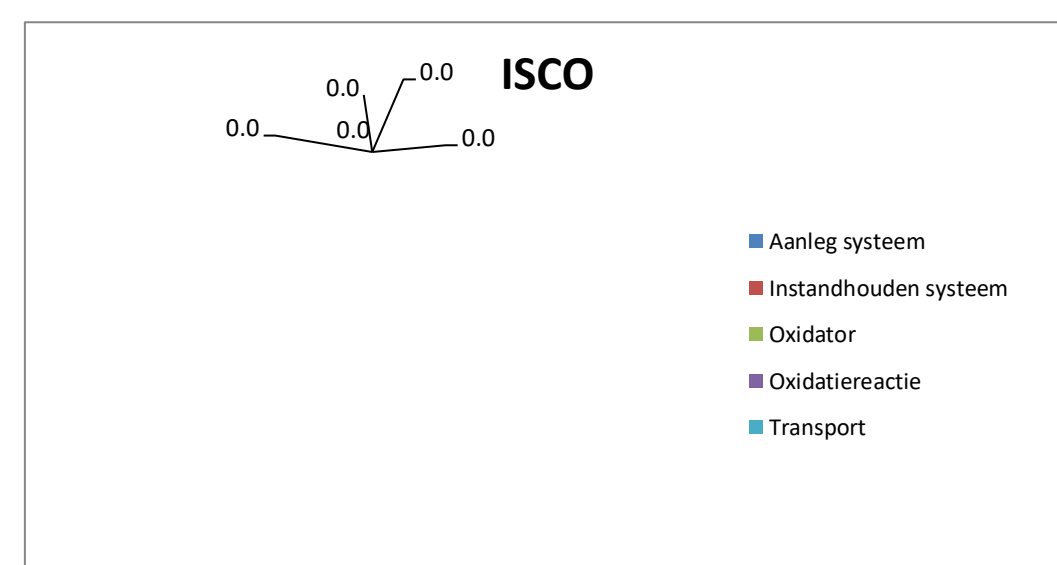 ISCO
0.0
0.0
0.0
0.0
0.0
Aanleg systeem
Instandhouden systeem
Oxidator
Oxidatiereactie
Transport